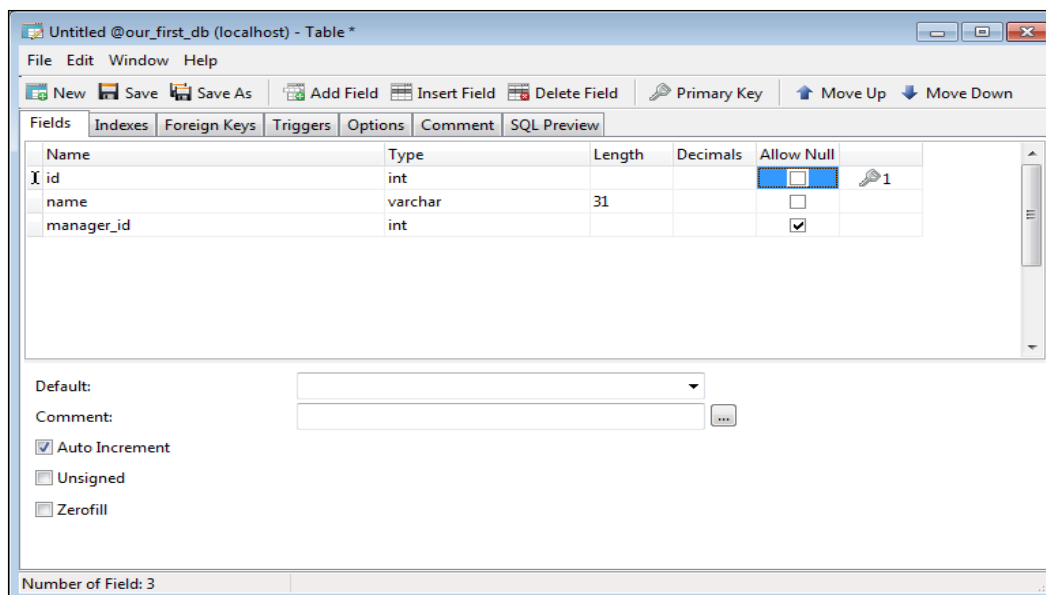 Untitled @our_first_db (localhost) - Table *
File Edit Window Help
New Save Save As Add Field Insert Field Delete Field Primary Key Move Up Move Down
Fields Indexes Foreign Keys Triggers Options Comment SQL Preview
Name Type Length Decimals Allow Null
id int 1
name varchar 31
manager_id int
Default:
Comment:
...
Auto Increment
Unsigned
Zerofill
Number of Field: 3